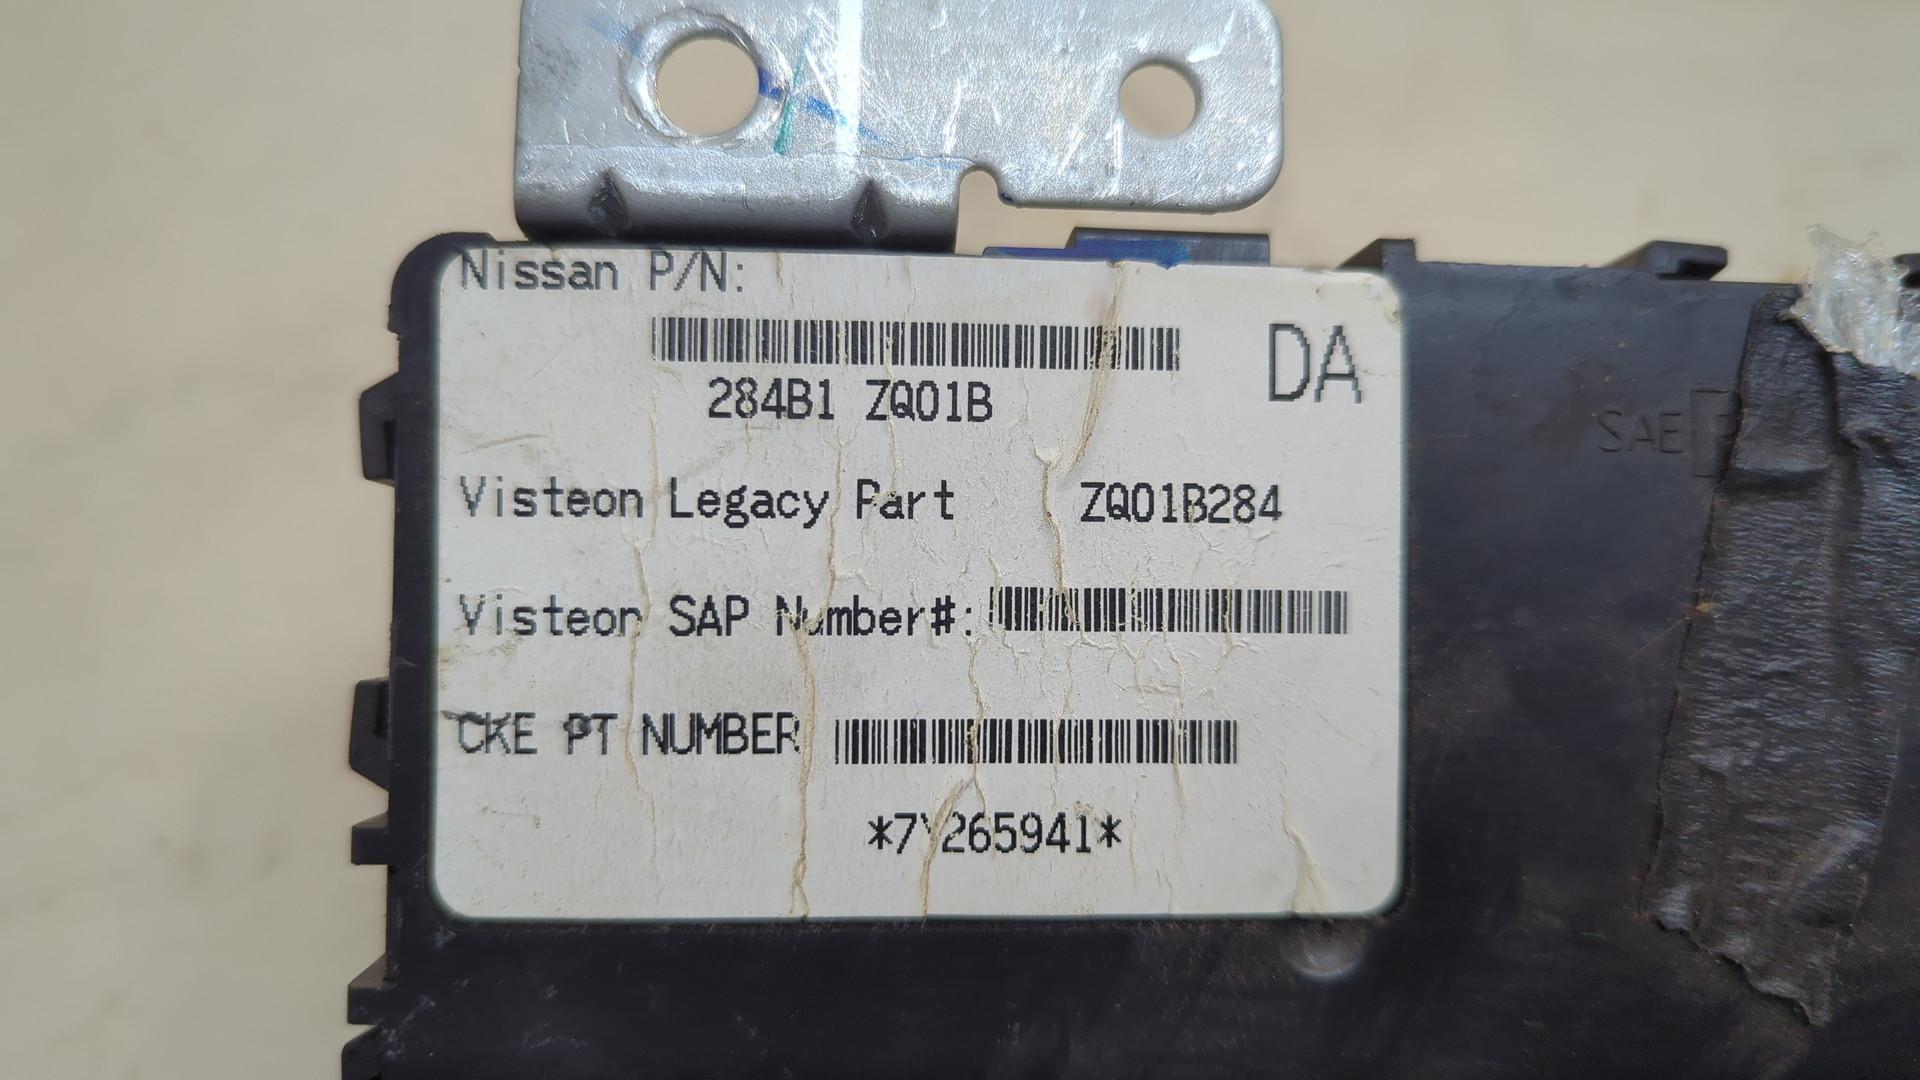 Nissan P/N:
DA
284B1 ZQ01B
Visteon Legacy Part ZQ01B284
Visteon SAP Number#:
CKE PT NUMBER
*7Y265941*
SAE